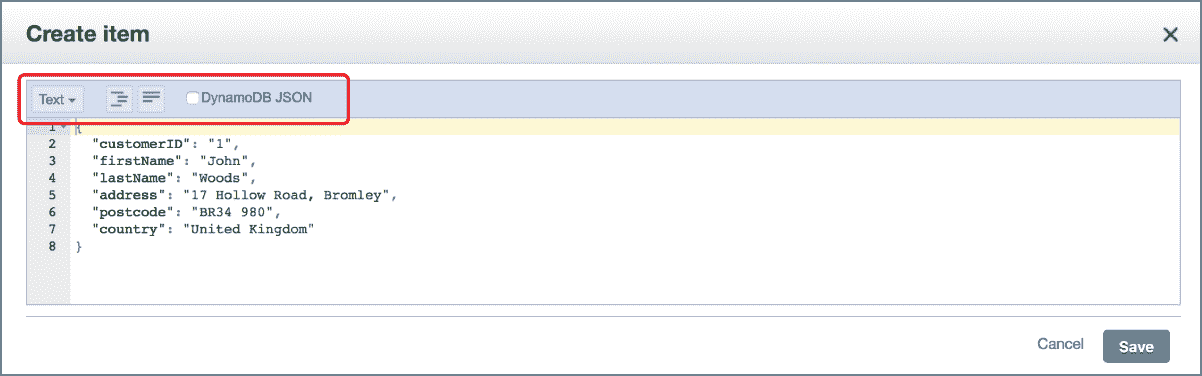 Create item
Text
DynamoDB JSON
1 {
2 "customerID": "1",
3 "firstName": "John",
4 "lastName": "Woods",
5 "address": "17 Hollow Road, Bromley",
6 "postcode": "BR34 980",
7 "country": "United Kingdom"
8 }
Cancel
Save